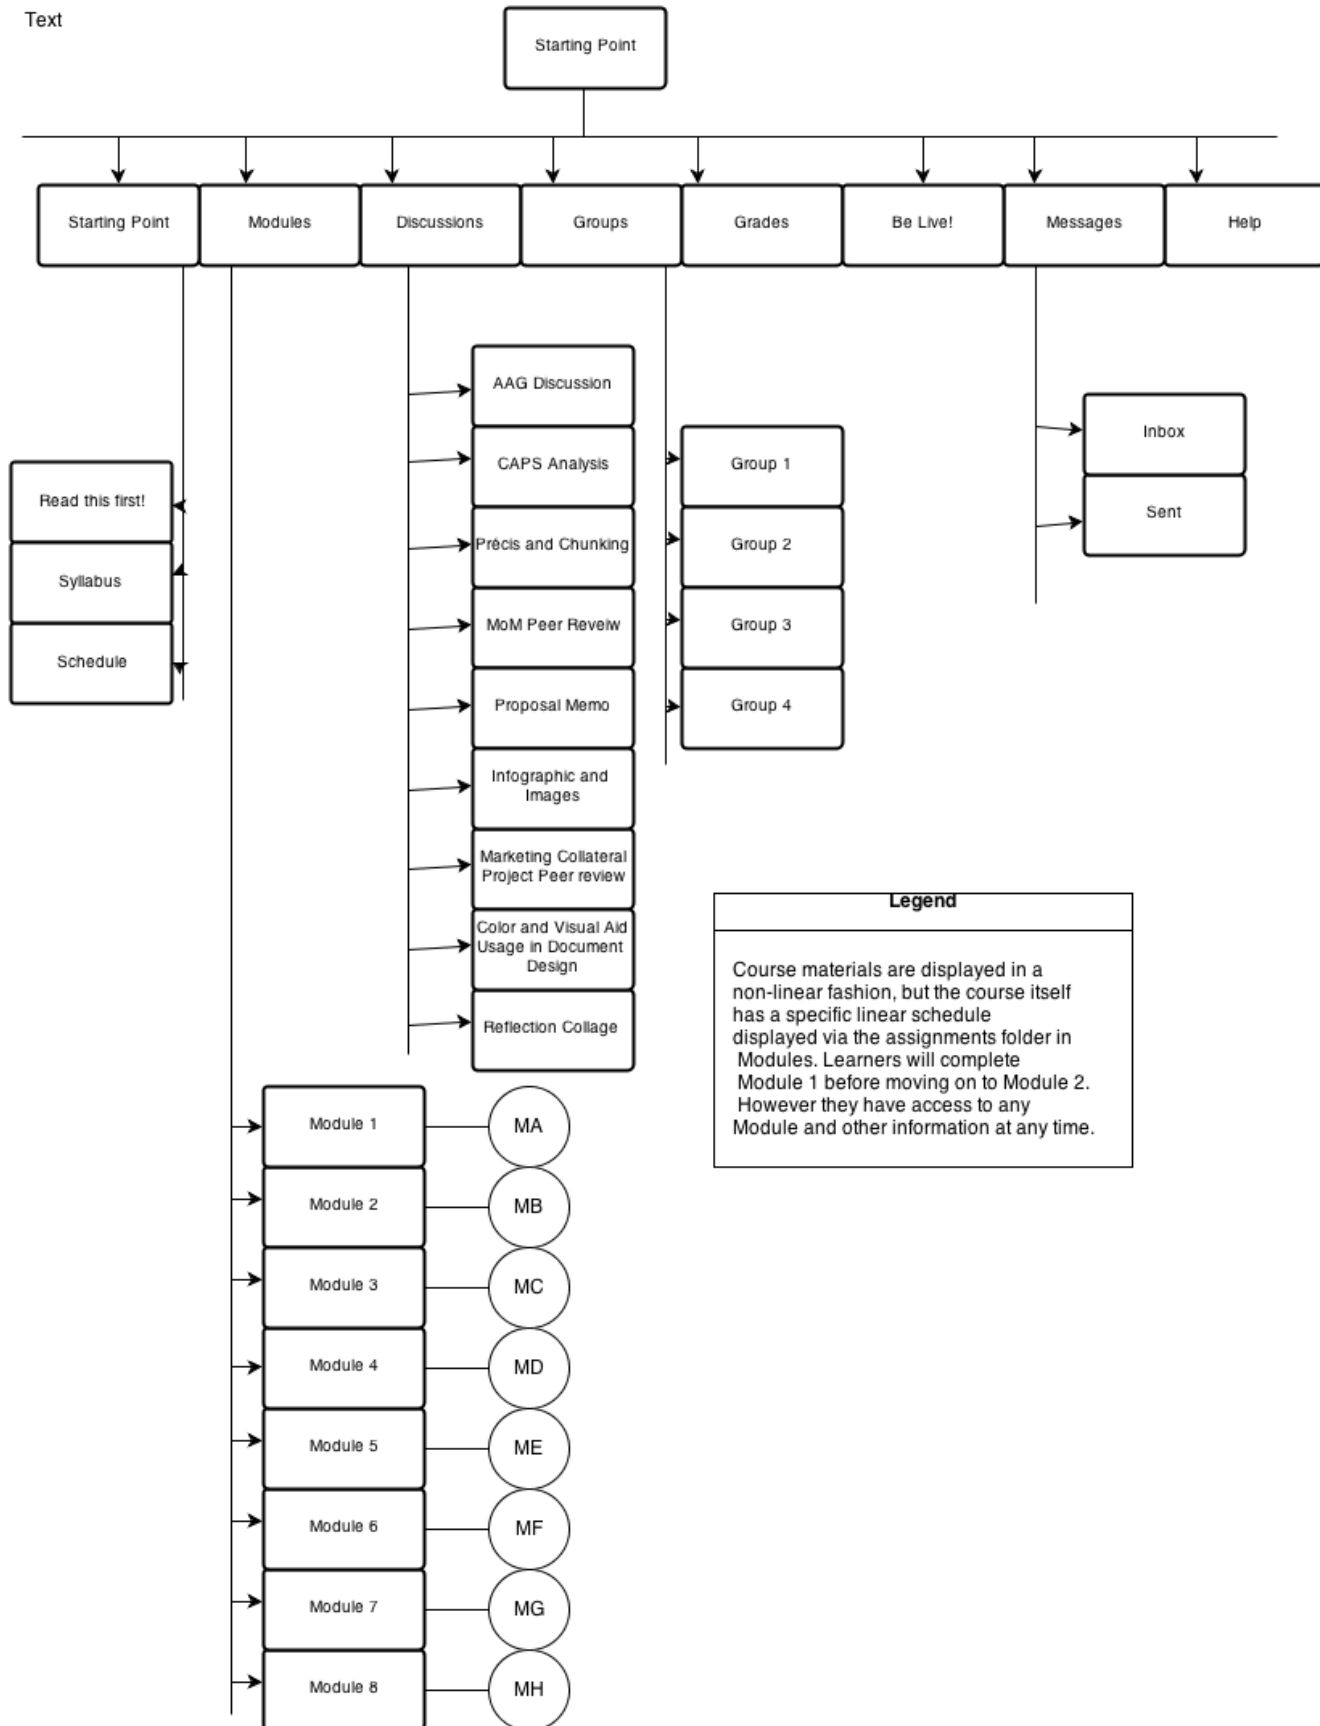 Text
Starting Point
Starting Point
Modules
Discussions
Groups
Grades
Be Live!
Messages
Help
Read this first!
Syllabus
Schedule
AAG Discussion
CAPS Analysis
Précis and Chunking
MoM Peer Reveiw
Proposal Memo
Infographic and
Images
Marketing Collateral
Project Peer review
Color and Visual Aid
Usage in Document
Design
Reflection Collage
Group 1
Group 2
Group 3
Group 4
Inbox
Sent
Legend
Course materials are displayed in a
non-linear fashion, but the course itself
has a specific linear schedule
displayed via the assignments folder in
Modules. Learners will complete
Module 1 before moving on to Module 2.
However they have access to any
Module and other information at any time.
Module 1
MA
Module 2
MB
Module 3
MC
Module 4
MD
Module 5
ME
Module 6
MF
Module 7
MG
Module 8
MH